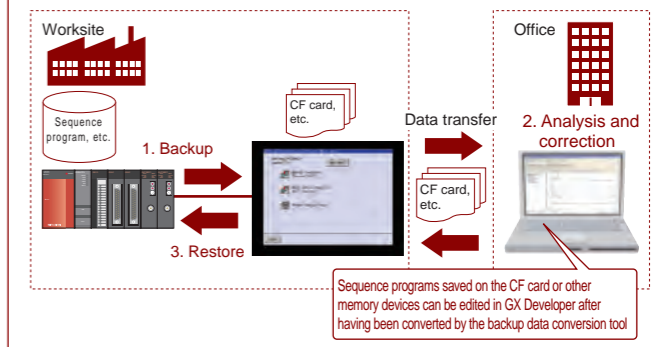 Worksite
Sequence
program, etc.
1. Backup
3. Restore
CF card,
etc.
Data transfer
CF card,
etc.
Office
2. Analysis and
correction
Sequence programs saved on the CF card or other
memory devices can be edited in GX Developer after
having been converted by the backup data conversion tool